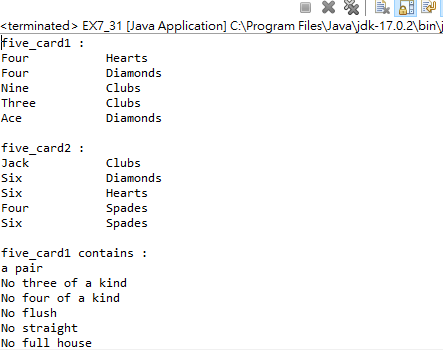 <terminated> EX7_31 [Java Application] C:\Program Files\Java\jdk-17.0.2\bin\j
five_card1 :
Four Hearts
Four Diamonds
Nine Clubs
Three Clubs
Ace Diamonds
five_card2 :
Jack Clubs
Six Diamonds
Six Hearts
Four Spades
Six Spades
five_card1 contains :
a pair
No three of a kind
No four of a kind
No flush
No straight
No full house